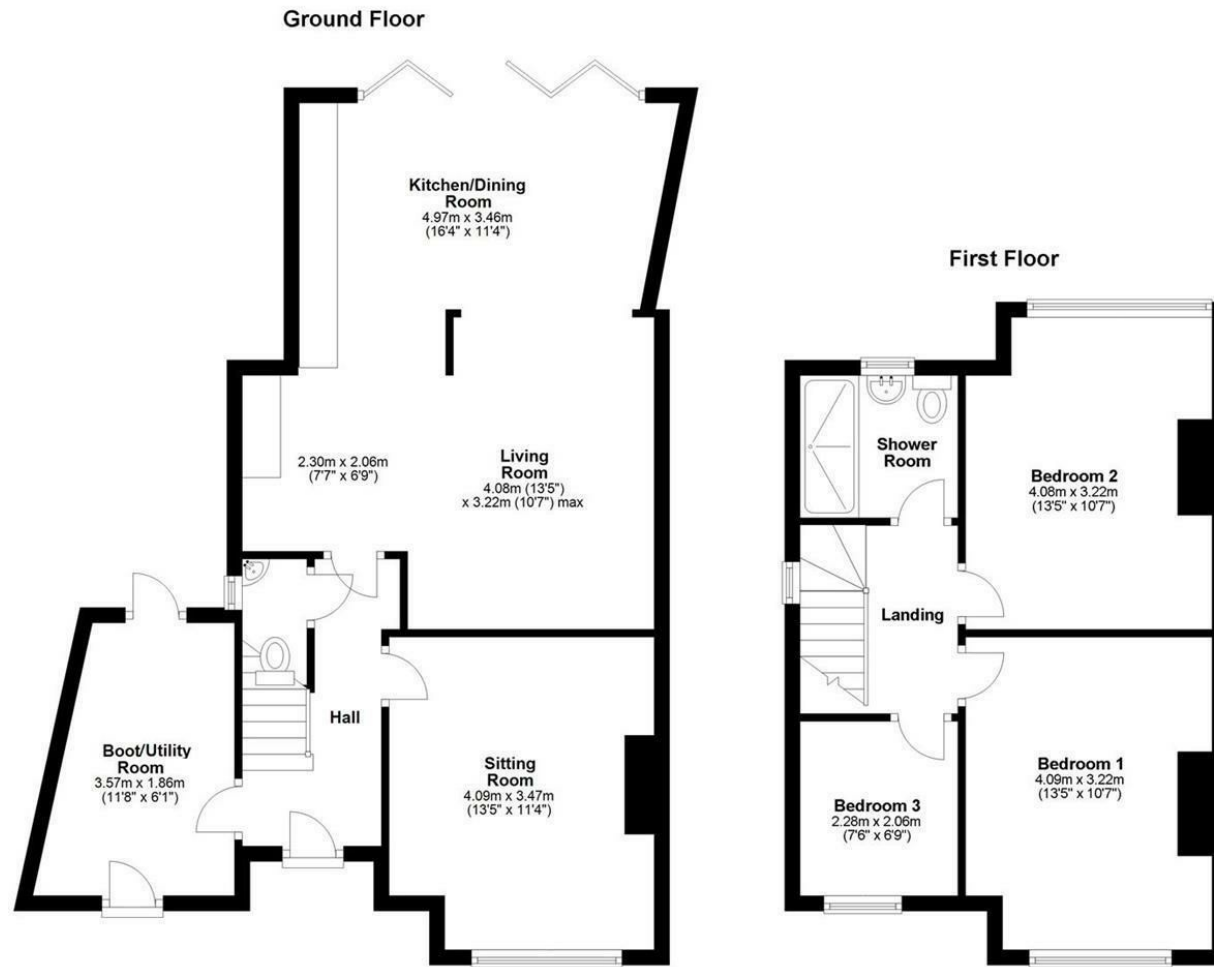 Ground Floor
Kitchen/Dining
Room
4.97m x 3.46m
(16'4" x 11'4")
2.30m x 2.06m
(7'7" x 6'9")
Living
Room
4.08m (13'5")
x 3.22m (10'7") max
Hall
Boot/Utility
Room
3.57m x 1.86m
(11'8" x 6'1")
Sitting
Room
4.09m x 3.47m
(13'5" x 11'4")
First Floor
Shower
Room
Bedroom 2
4.08m x 3.22m
(13'5" x 10'7")
Landing
Bedroom 1
4.09m x 3.22m
(13'5" x 10'7")
Bedroom 3
2.28m x 2.06m
(7'6" x 6'9")